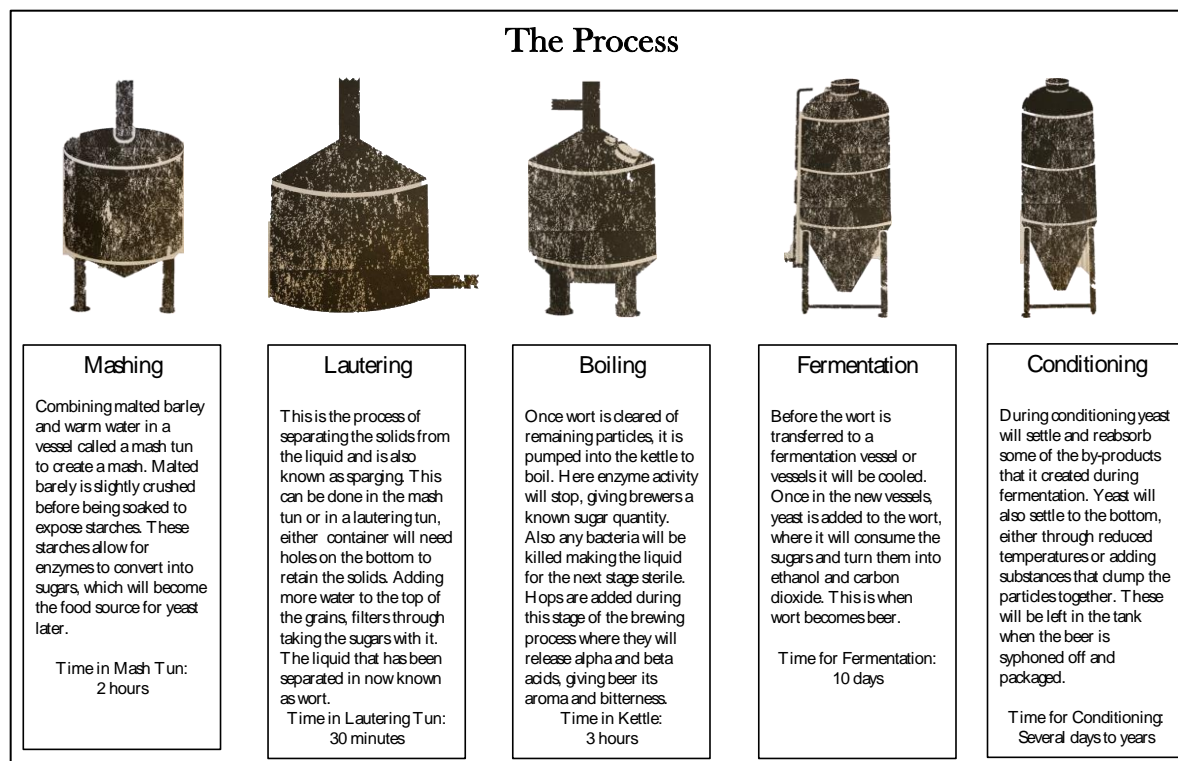 The Process
Mashing
Combining malted barley
and warm water in a
vessel called a mash tun
to create a mash. Malted
barely is slightly crushed
before being soaked to
expose starches. These
starches allow for
enzymes to convert into
sugars, which will become
the food source for yeast
later.
Time in Mash Tun:
2 hours
Lautering
This is the process of
separating the solids from
the liquid and is also
known as sparging. This
can be done in the mash
tun or in a lautering tun,
either container will need
holes on the bottom to
retain the solids. Adding
more water to the top of
the grains, filters through
taking the sugars with it.
The liquid that has been
separated in now known
as wort.
Time in Lautering Tun:
30 minutes
Boiling
Once wort is cleared of
remaining particles, it is
pumped into the kettle to
boil. Here enzyme activity
will stop, giving brewers a
known sugar quantity.
Also any bacteria will be
killed making the liquid
for the next stage sterile.
Hops are added during
this stage of the brewing
process where they will
release alpha and beta
acids, giving beer its
aroma and bitterness.
Time in Kettle:
3 hours
Fermentation
Before the wort is
transferred to a
fermentation vessel or
vessels it will be cooled.
Once in the new vessels,
yeast is added to the wort,
where it will consume the
sugars and turn them into
ethanol and carbon
dioxide. This is when
wort becomes beer.
Time for Fermentation:
10 days
Conditioning
During conditioning yeast
will settle and reabsorb
some of the by-products
that it created during
fermentation. Yeast will
also settle to the bottom,
either through reduced
temperatures or adding
substances that clump the
particles together. These
will be left in the tank
when the beer is
syphoned off and
packaged.
Time for Conditioning:
Several days to years